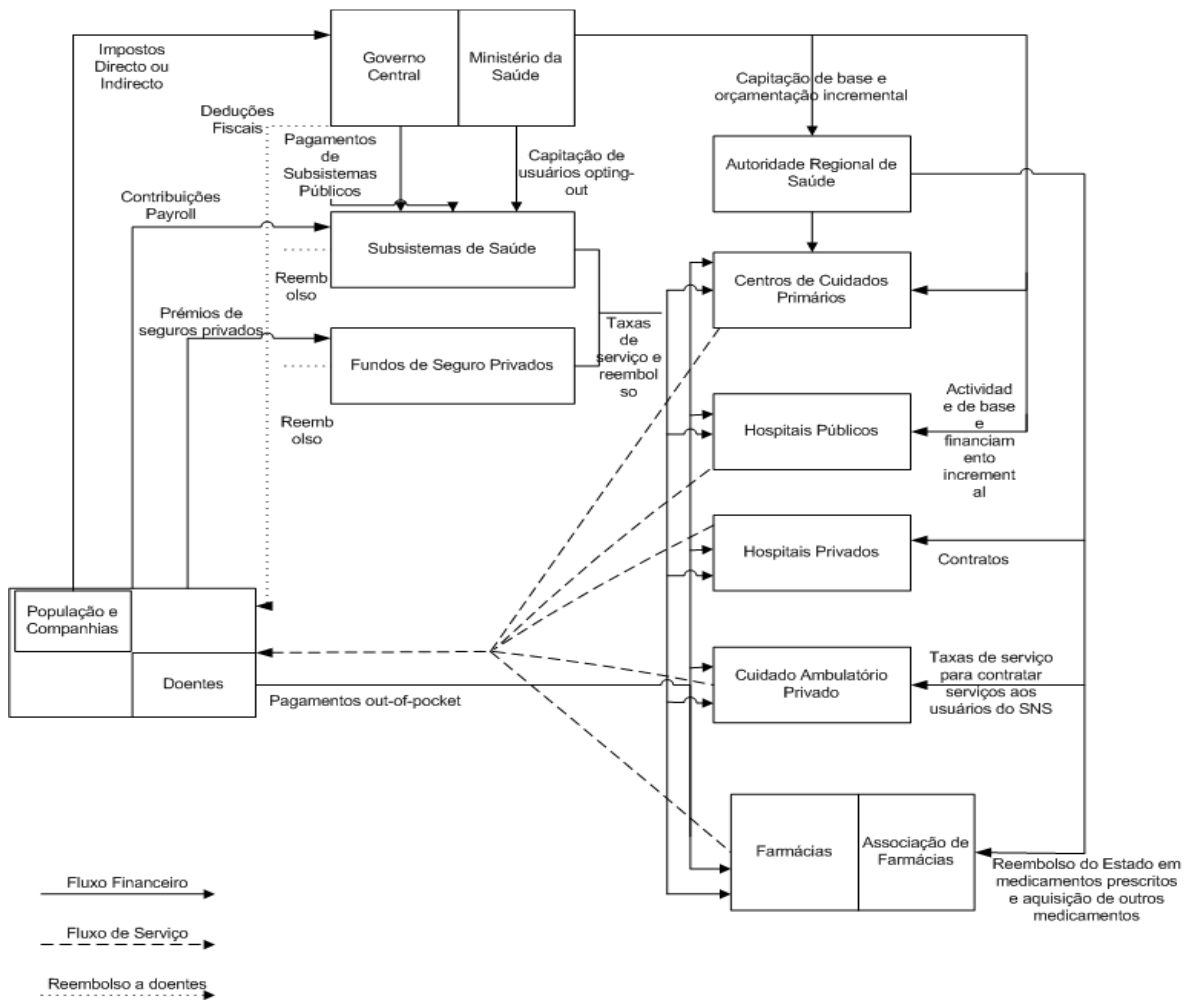 Impostos
Directo ou
Indirecto
Governo
Central
Ministério da
Saúde
Capitação de base e
orçamentação incremental
Deduções
Fiscais
Pagamentos
de
Subsistemas
Públicos
Capitação de
usuários opting-
out
Autoridade Regional de
Saúde
Contribuições
Payroll
Subsistemas de Saúde
Reemb
olso
Centros de Cuidados
Primários
Prémios de
seguros privados
Fundos de Seguro Privados
Taxas
de
serviço e
reembol
so
Reemb
olso
Hospitais Públicos
Actividad
e de base
e
financiam
ento
increment
al
Hospitais Privados
Contratos
População e
Companhias
Doentes
Pagamentos out-of-pocket
Cuidado Ambulatório
Privado
Taxas de serviço
para contratar
serviços aos
usuários do SNS
Farmácias
Associação de
Farmácias
Reembolso do Estado em
medicamentos prescritos
e aquisição de outros
medicamentos
Fluxo Financeiro
Fluxo de Serviço
Reembolso a doentes